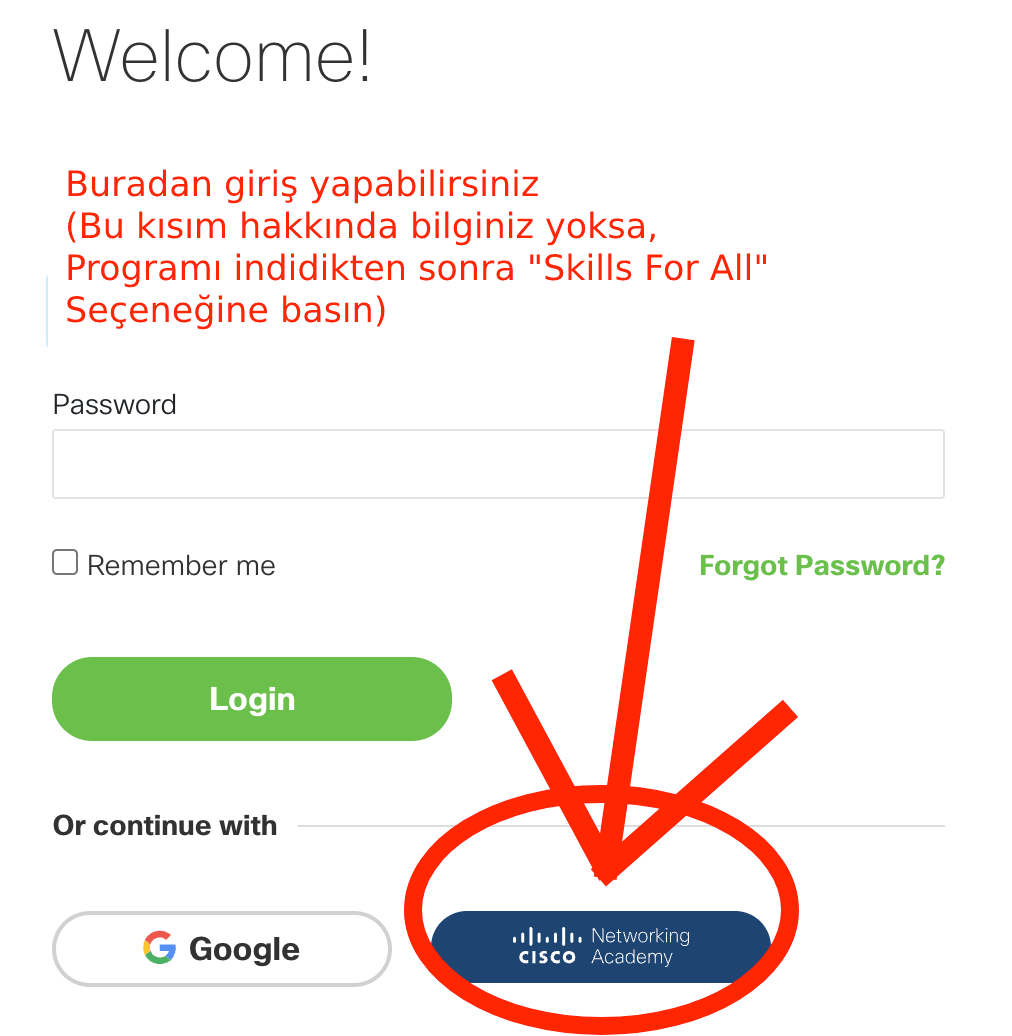 Welcome!
Buradan giriş yapabilirsiniz
(Bu kısım hakkında bilginiz yoksa,
Programı indidikten sonra "Skills For All"
Seçeneğine basın)
Password
Remember me
Forgot Password?
Login
Or continue with
Google
CISCO Networking
Academy